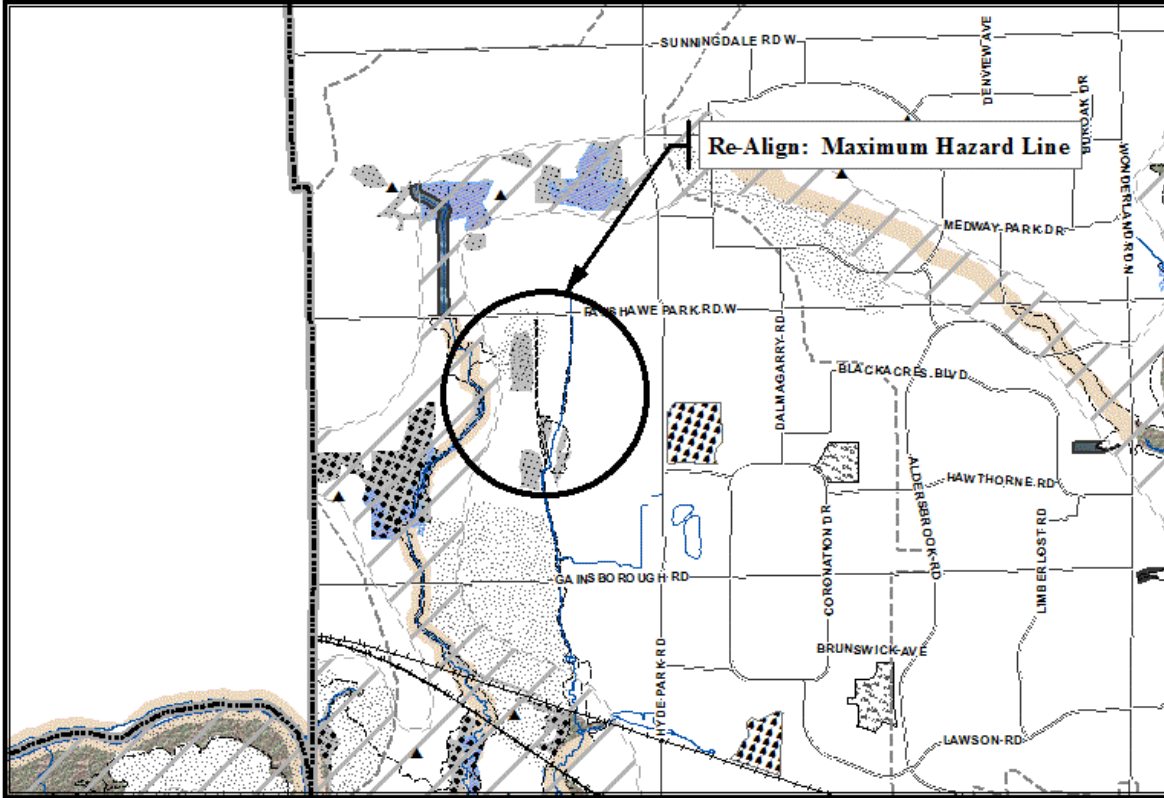 SUNNINGDALE RD W
DENVIEW AVE
BUROAK DR
Re-Align: Maximum Hazard Line
WONDERLAND RD N
MEDWAY PARK DR
FANSHAWE PARK RD W
DALMAGARRY RD
BLACKACRES BLVD
ALDERSBROOK RD
HAWTHORNE RD
CORONATION DR
LIMBERLOST RD
GAINSBOROUGH RD
HYDE PARK RD
BRUNSWICK AVE
LAWSON RD